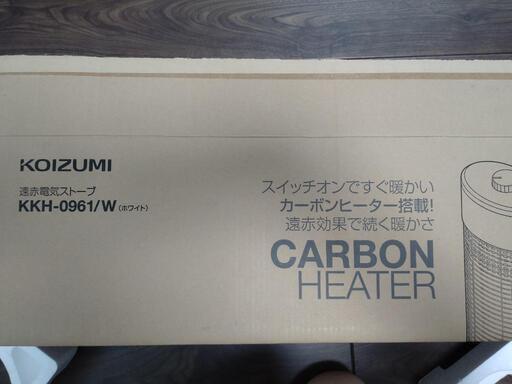 KOIZUMI
遠赤電気ストーブ
KKH-0961/W(ホワイト)
スイッチオンですぐ暖かい
カーボンヒーター搭載!
遠赤効果で続く暖かさ
CARBON
HEATER